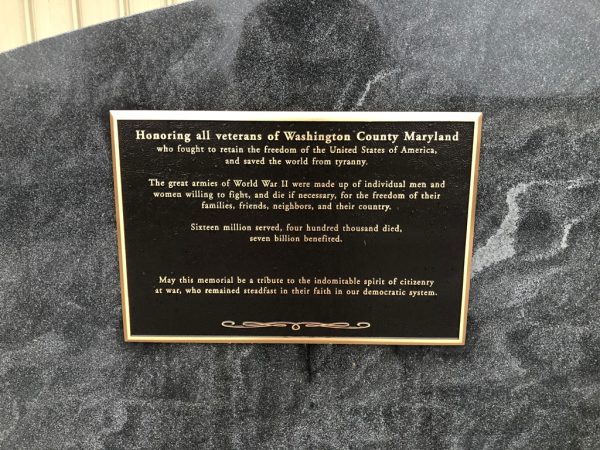 Honoring all veterans of Washington County Maryland
who fought to retain the freedom of the United States of America,
and saved the world from tyranny.
The great armies of World War II were made up of individual men and
women willing to fight, and die if necessary, for the freedom of their
families, friends, neighbors, and their country.
Sixteen million served, four hundred thousand died,
seven billion benefited.
May this memorial be a tribute to the indomitable spirit of citizenry
at war, who remained steadfast in their faith in our democratic system.